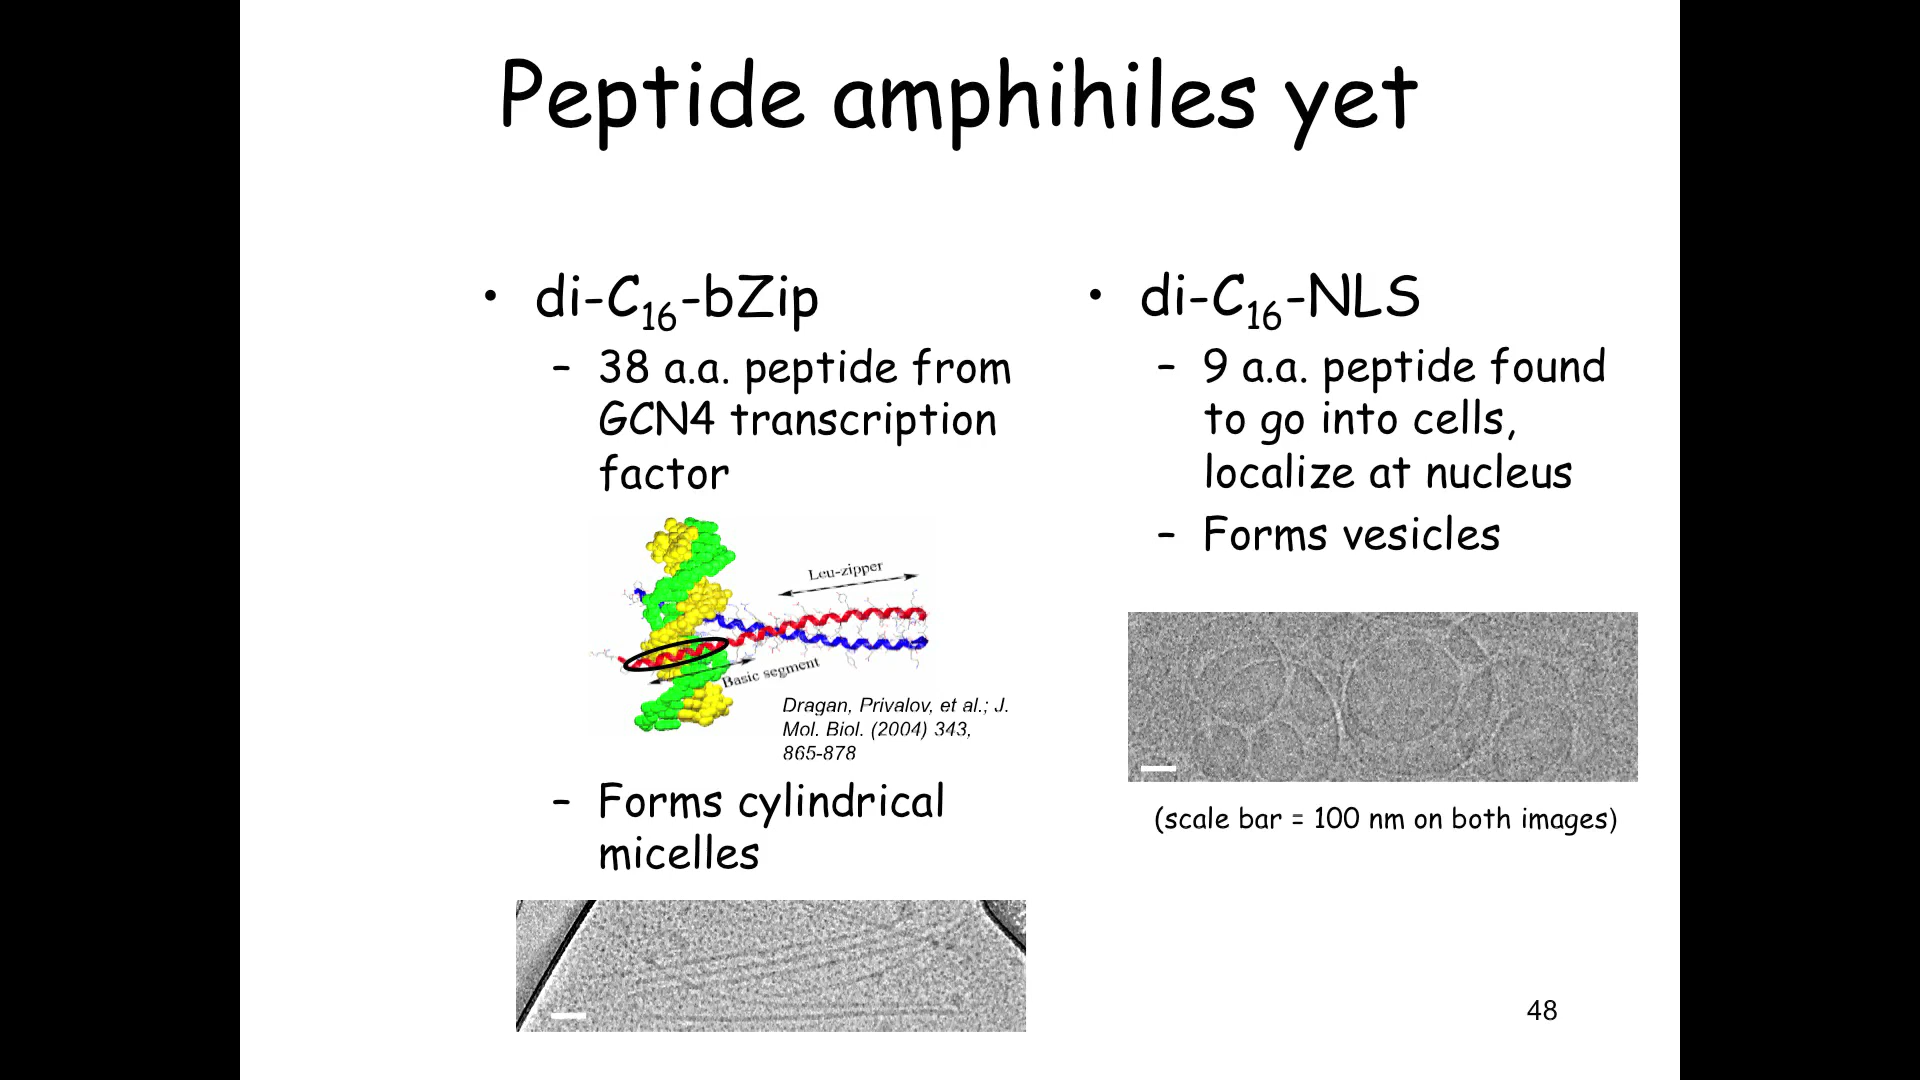 Peptide amphihiles yet
• di-C16-bZip
– 38 a.a. peptide from
GCN4 transcription
factor
Leu-zipper
Basic segment
Dragan, Privalov, et al.; J.
Mol. Biol. (2004) 343,
865-878
– Forms cylindrical
micelles
• di-C16-NLS
– 9 a.a. peptide found
to go into cells,
localize at nucleus
– Forms vesicles
(scale bar = 100 nm on both images)
48